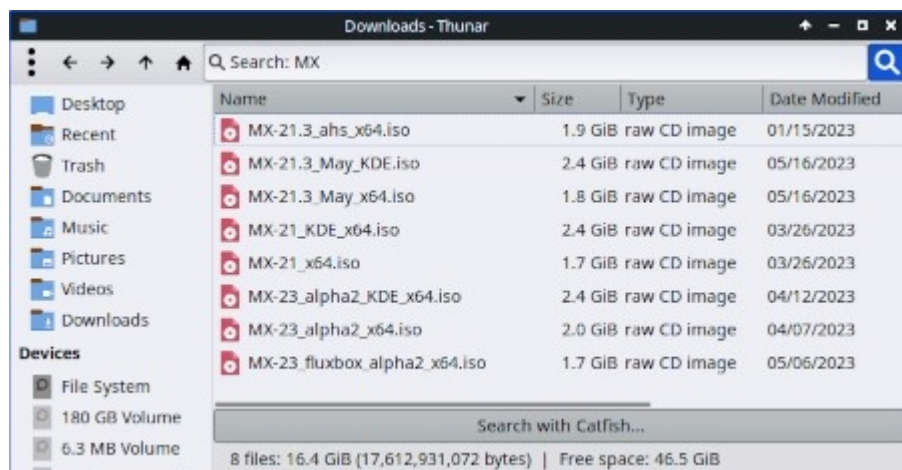 Downloads - Thunar
Search: MX
Name Size Type Date Modified
Desktop
Recent
Trash
Documents
Music
Pictures
Videos
Downloads
Devices
File System
180 GB Volume
6.3 MB Volume
MX-21.3_ahs_x64.iso 1.9 GiB raw CD image 01/15/2023
MX-21.3_May_KDE.iso 2.4 GiB raw CD image 05/16/2023
MX-21.3_May_x64.iso 1.8 GiB raw CD image 05/16/2023
MX-21_KDE_x64.iso 2.4 GiB raw CD image 03/26/2023
MX-21_x64.iso 1.7 GiB raw CD image 03/26/2023
MX-23_alpha2_KDE_x64.iso 2.4 GiB raw CD image 04/12/2023
MX-23_alpha2_x64.iso 2.0 GiB raw CD image 04/07/2023
MX-23_fluxbox_alpha2_x64.iso 1.7 GiB raw CD image 05/06/2023
Search with Catfish...
8 files: 16.4 GiB (17,612,931,072 bytes) | Free space: 46.5 GiB